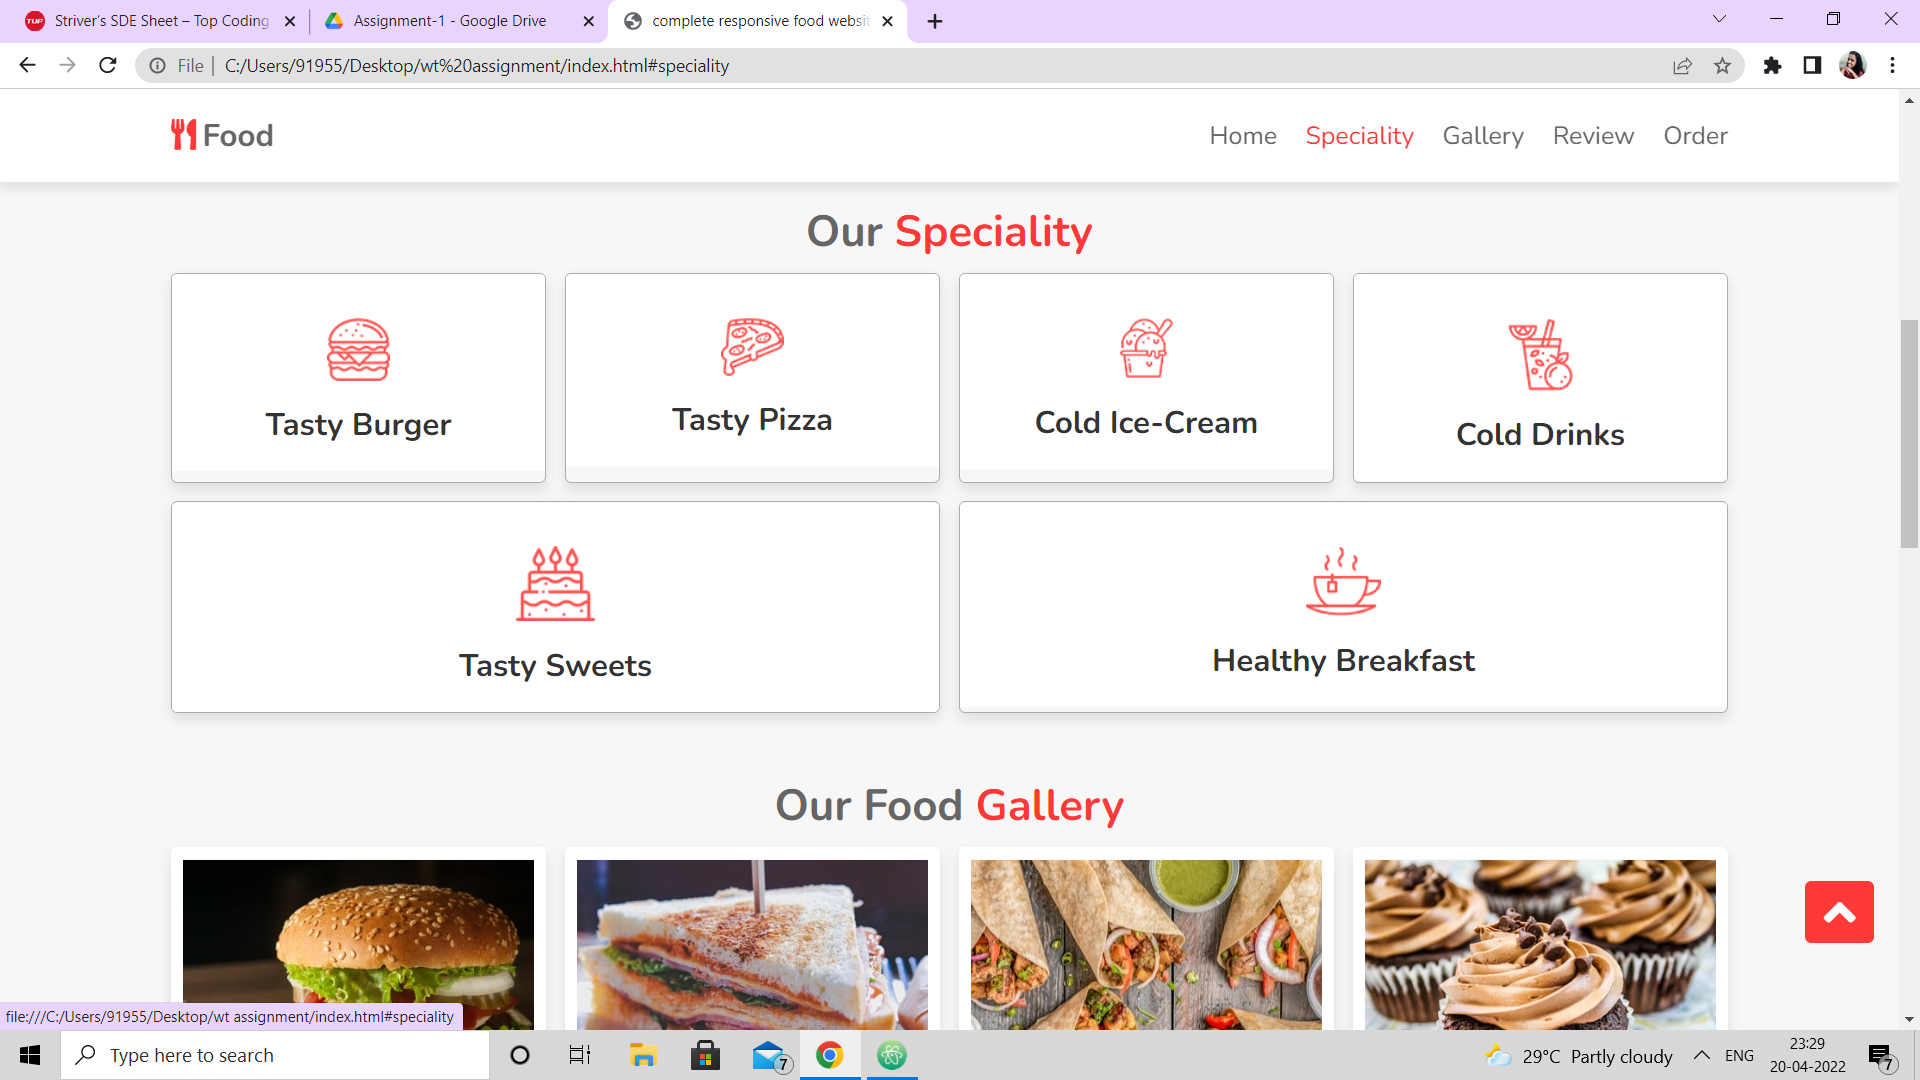 TUF Striver's SDE Sheet – Top Coding
Assignment-1 - Google Drive
complete responsive food websit
File | C:/Users/91955/Desktop/wt%20assignment/index.html#speciality
Food
Home Speciality Gallery Review Order
Our Speciality
Tasty Burger
Tasty Pizza
Cold Ice-Cream
Cold Drinks
Tasty Sweets
Healthy Breakfast
Our Food Gallery
file:///C:/Users/91955/Desktop/wt assignment/index.html#speciality
Type here to search
7
29°C Partly cloudy
ENG
23:29
20-04-2022
7